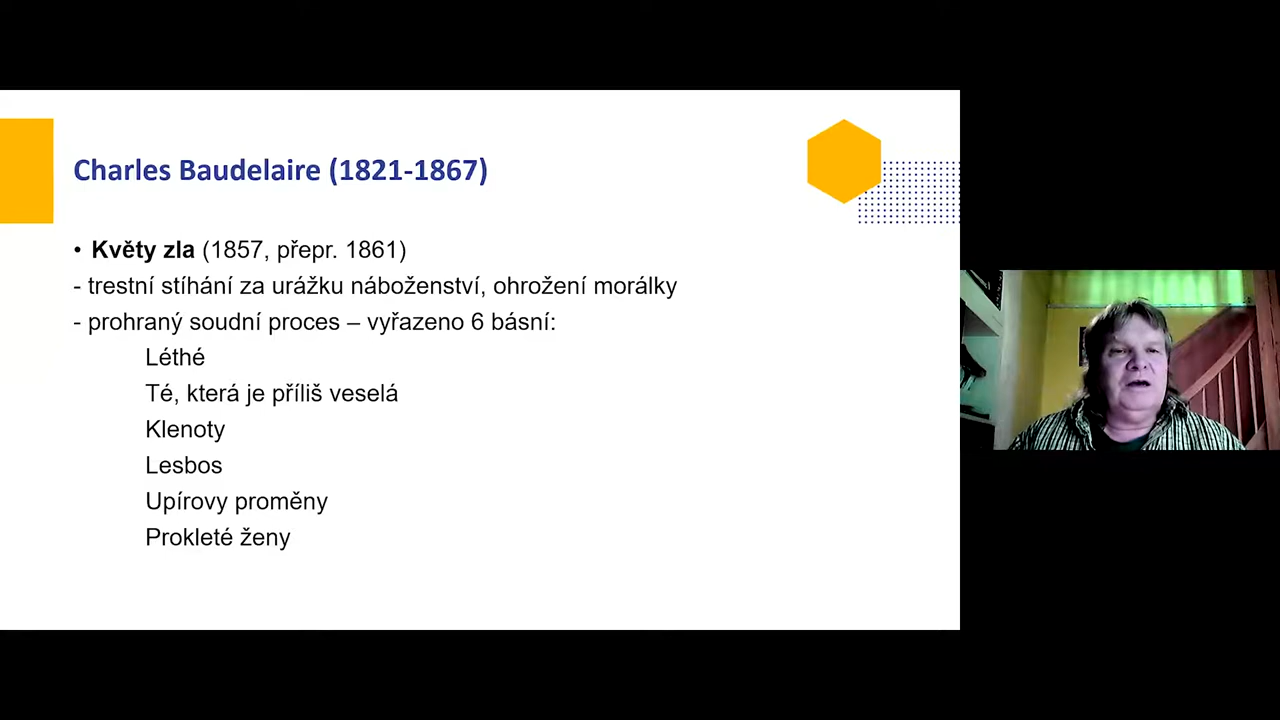 Charles Baudelaire (1821-1867)
• Květy zla (1857, přepr. 1861)
- trestní stíhání za urážku náboženství, ohrožení morálky
- prohraný soudní proces – vyřazeno 6 básní:
Léthé
Té, která je příliš veselá
Klenoty
Lesbos
Upírovy proměny
Prokleté ženy